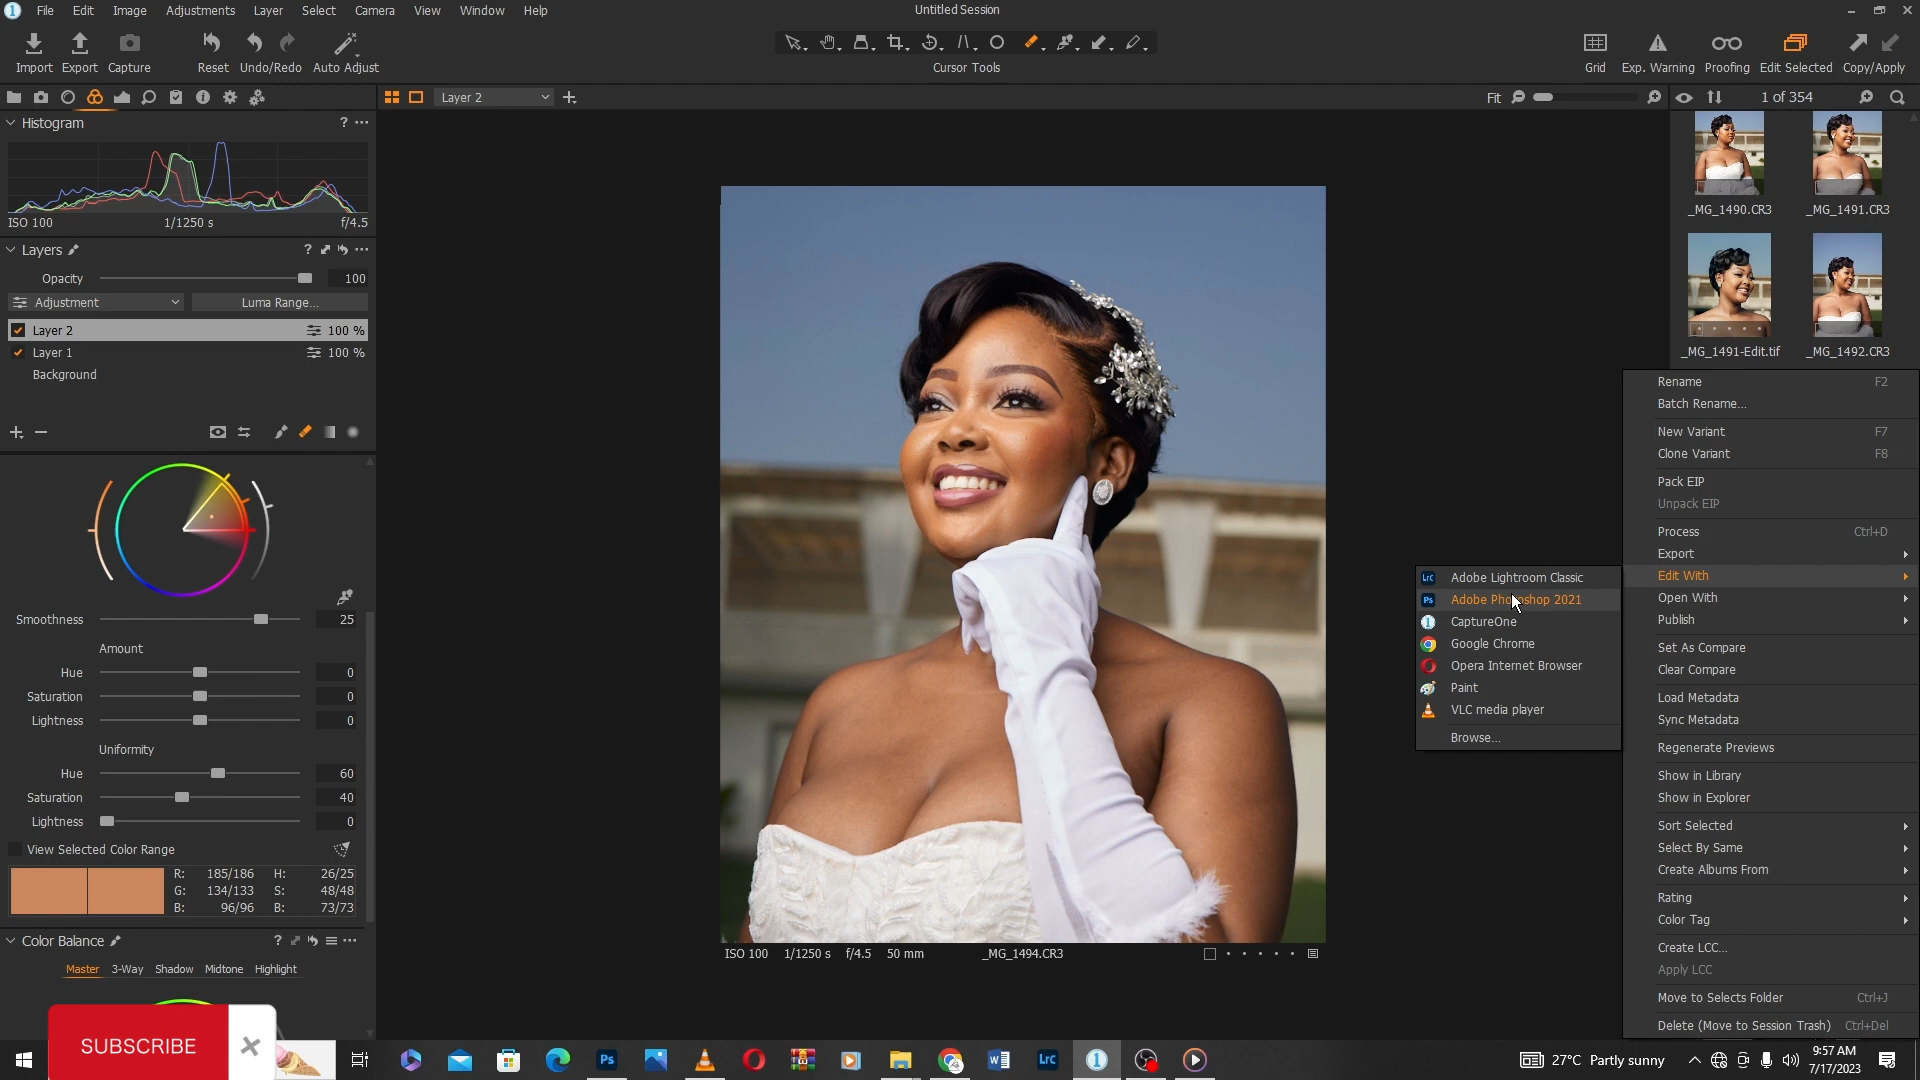 File Edit Image Adjustments Layer Select Camera View Window Help
Untitled Session
Import Export Capture Reset Undo/Redo Auto Adjust
Cursor Tools
Grid Exp. Warning Proofing Edit Selected Copy/Apply
Layer 2
Fit
1 of 354
Histogram
ISO 100 1/1250 s f/4.5
Layers
Opacity 100
Adjustment Luma Range...
Layer 2 100 %
Layer 1 100 %
Background
Smoothness 25
Amount
Hue 0
Saturation 0
Lightness 0
Uniformity
Hue 60
Saturation 40
Lightness 0
View Selected Color Range
R: 185/186 H: 26/25
G: 134/133 S: 48/48
B: 96/96 B: 73/73
Color Balance
Master 3-Way Shadow Midtone Highlight
SUBSCRIBE
ISO 100 1/1250 s f/4.5 50 mm _MG_1494.CR3
_MG_1490.CR3 _MG_1491.CR3
_MG_1491-Edit.tif _MG_1492.CR3
Rename F2
Batch Rename...
New Variant F7
Clone Variant F8
Pack EIP
Unpack EIP
Process Ctrl+D
Export
Edit With
Open With
Publish
Set As Compare
Clear Compare
Load Metadata
Sync Metadata
Regenerate Previews
Show in Library
Show in Explorer
Sort Selected
Select By Same
Create Albums From
Rating
Color Tag
Create LCC...
Apply LCC
Move to Selects Folder Ctrl+J
Delete (Move to Session Trash) Ctrl+Del
Lrc Adobe Lightroom Classic
Ps Adobe Photoshop 2021
CaptureOne
Google Chrome
Opera Internet Browser
Paint
VLC media player
Browse...
Ps
Lrc
27°C Partly sunny
9:57 AM
7/17/2023